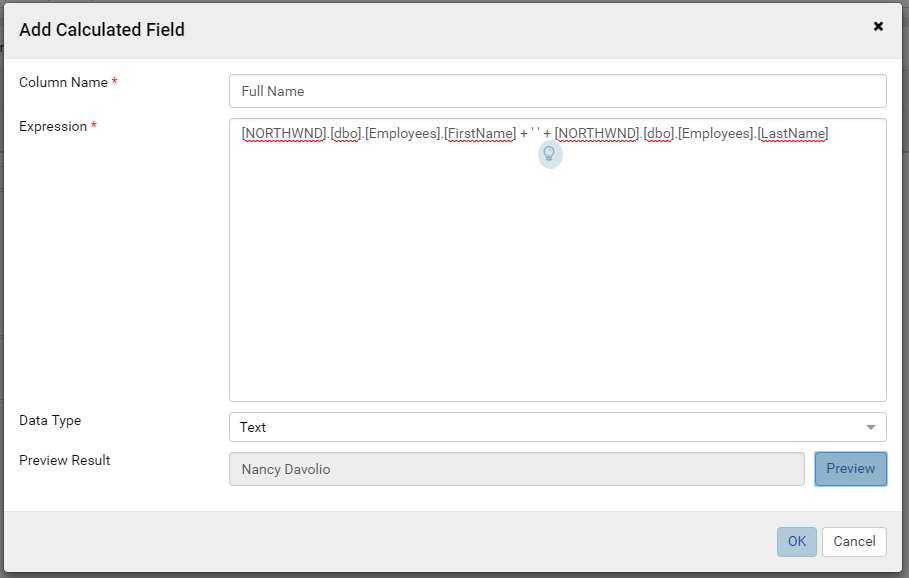 Add Calculated Field
Column Name *
Full Name
Expression *
[NORTHWND].[dbo].[Employees].[FirstName] + ' ' + [NORTHWND].[dbo].[Employees].[LastName]
Data Type
Text
Preview Result
Nancy Davolio
Preview
OK
Cancel